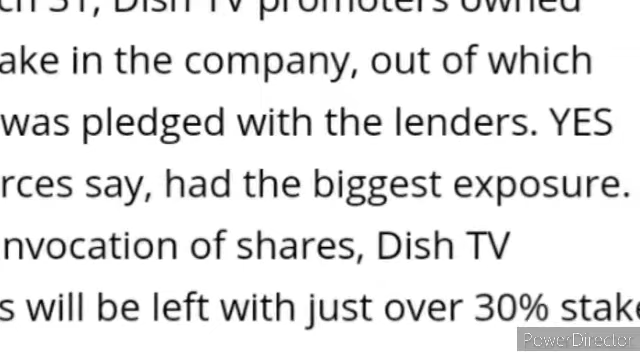 31, Dish TV promoters owned
ake in the company, out of which
was pledged with the lenders. YES
rces say, had the biggest exposure.
nvocation of shares, Dish TV
s will be left with just over 30% stake
PowerDirector